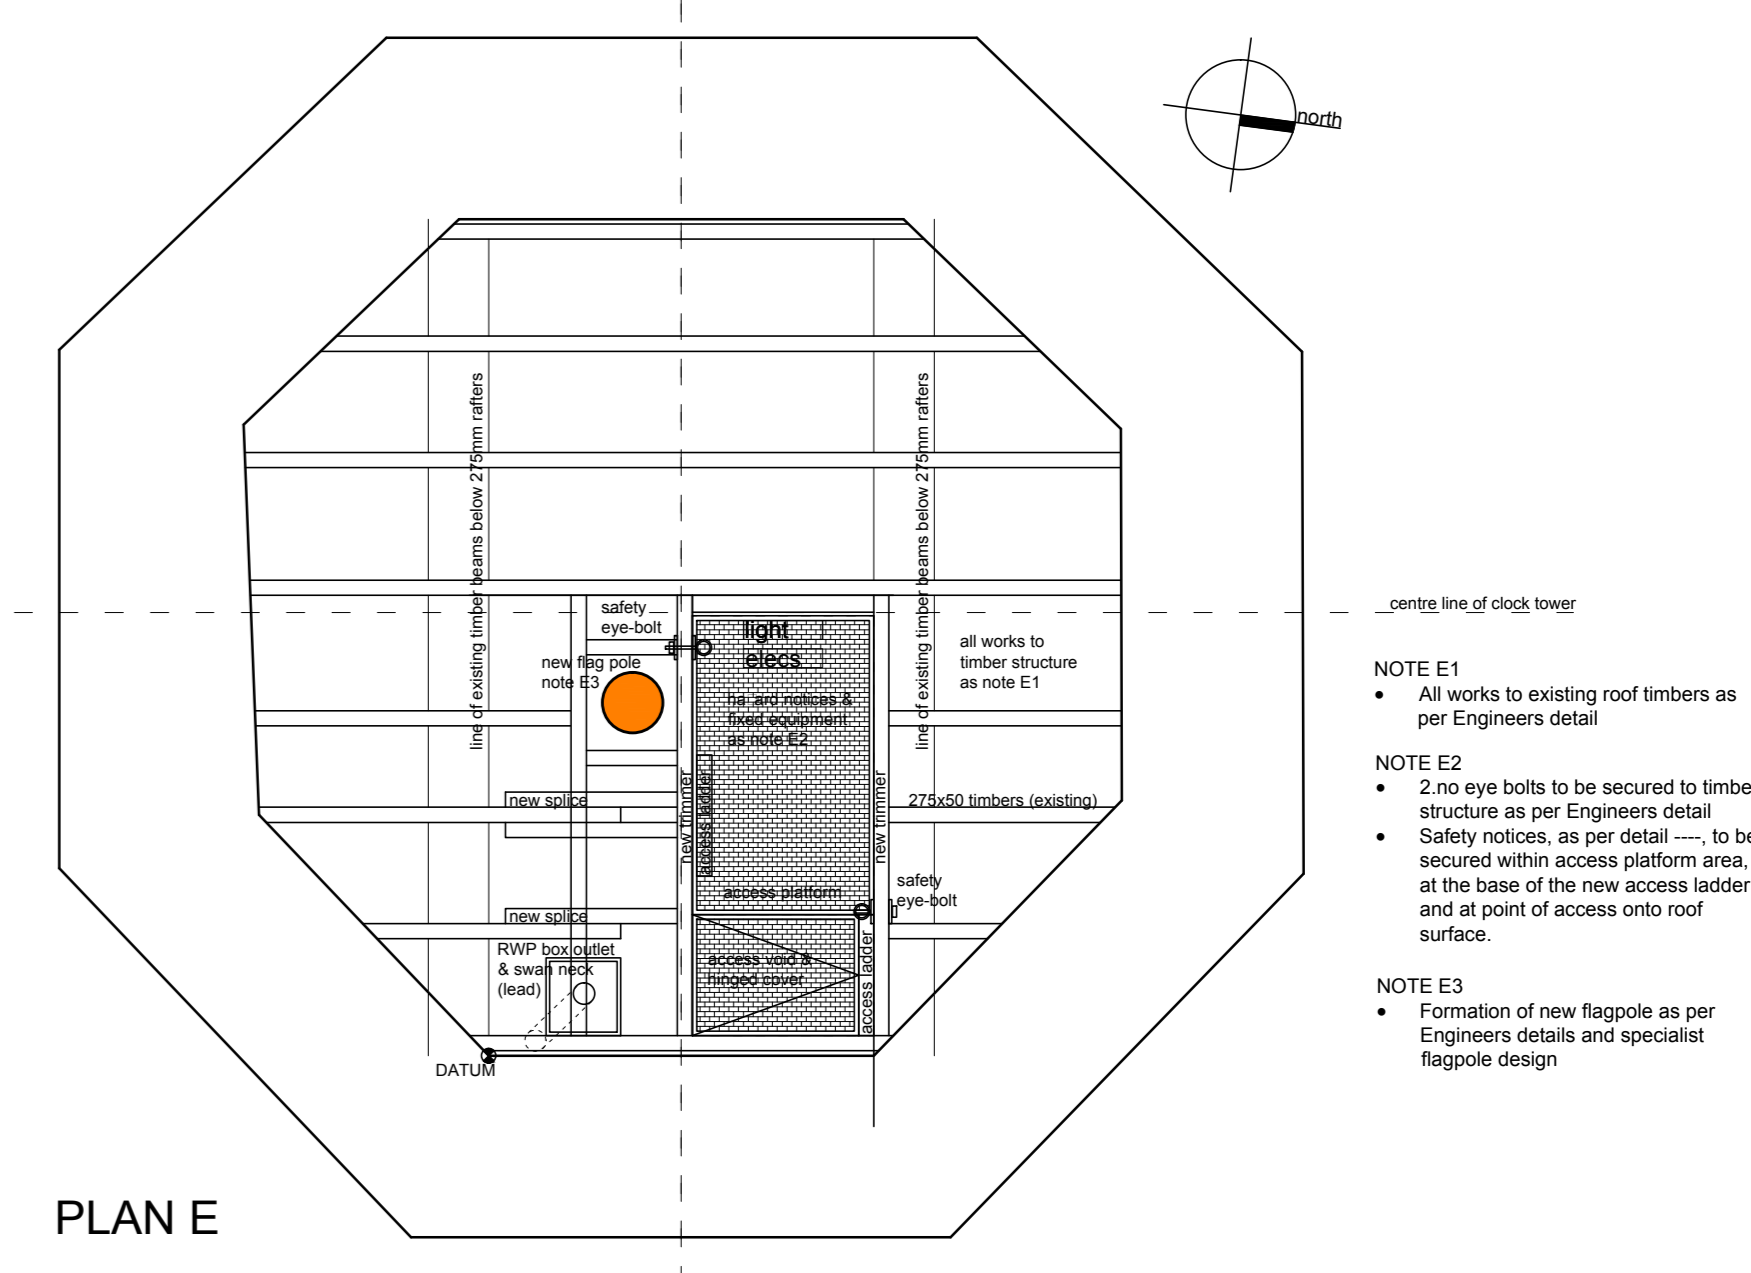 north
line of existing timber beams below 275mm rafters
line of existing timber beams below 275mm rafters
centre line of clock tower
safety
eye-bolt
light
elecs
all works to
timber structure
as note E1
new flag pole
note E3
ha ard notices &
fixed equipment
as note E2
new trimmer
access ladder
new trimmer
new splice
275x50 timbers (existing)
access platform
safety
eye-bolt
new splice
RWP box outlet
& swan neck
(lead)
access void &
hinged cover
access ladder
DATUM
PLAN E
NOTE E1
• All works to existing roof timbers as
per Engineers detail
NOTE E2
• 2.no eye bolts to be secured to timbe
structure as per Engineers detail
• Safety notices, as per detail ----, to be
secured within access platform area,
at the base of the new access ladder
and at point of access onto roof
surface.
NOTE E3
• Formation of new flagpole as per
Engineers details and specialist
flagpole design